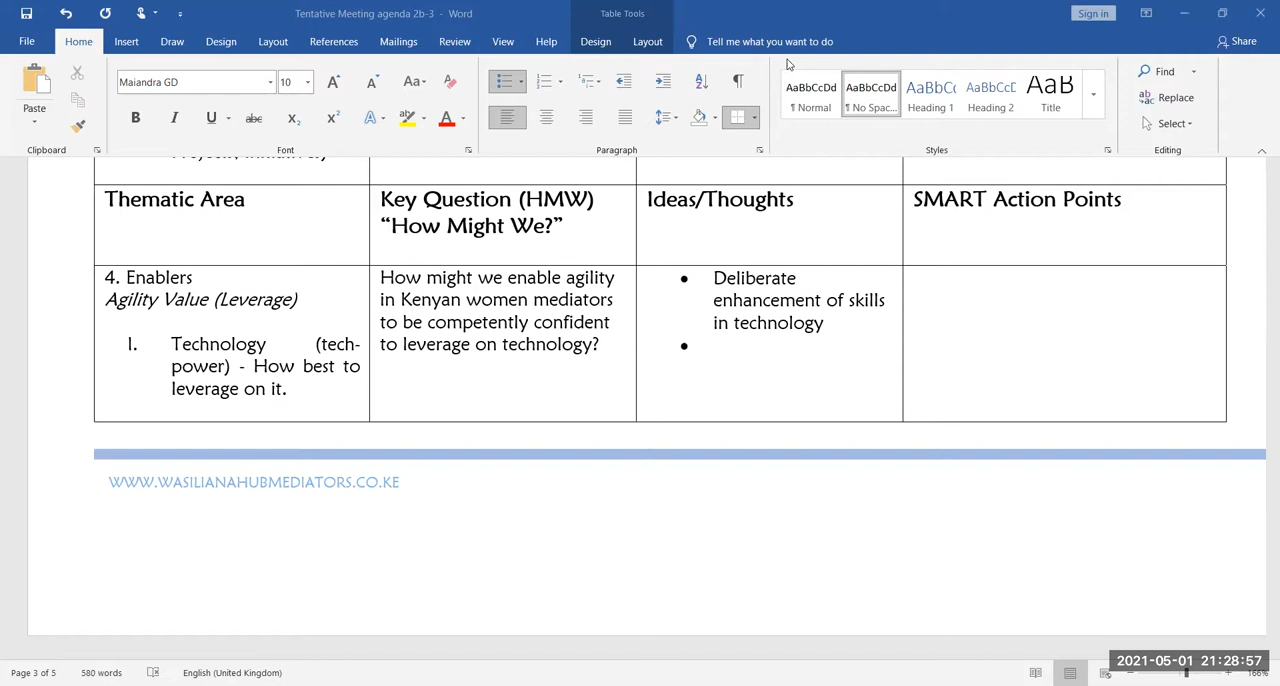 Tentative Meeting agenda 2b-3 - Word
Table Tools
Sign in
File Home Insert Draw Design Layout References Mailings Review View Help Design Layout Tell me what you want to do Share
Paste
Clipboard
Maiandra GD 10
Font
Paragraph
AaBbCcDd
¶ Normal
AaBbCcDd
¶ No Spac...
AaBbCc
Heading 1
AaBbCcD
Heading 2
AaB
Title
Styles
Find
Replace
Select
Editing
Thematic Area
Key Question (HMW)
“How Might We?”
Ideas/Thoughts
SMART Action Points
4. Enablers
Agility Value (Leverage)
1. Technology (tech-
power) - How best to
leverage on it.
How might we enable agility
in Kenyan women mediators
to be competently confident
to leverage on technology?
• Deliberate
enhancement of skills
in technology
•
WWW.WASILIANAHUBMEDIATORS.CO.KE
Page 3 of 5 580 words English (United Kingdom)
2021-05-01 21:28:57
166%